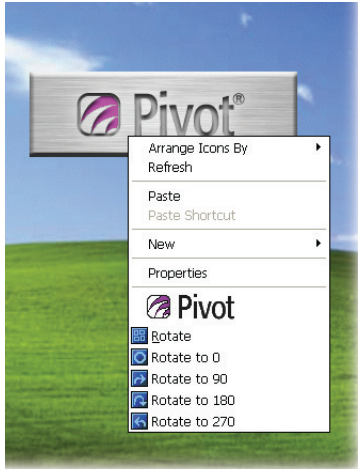 Pivot®
Arrange Icons By
Refresh
Paste
Paste Shortcut
New
Properties
Pivot
Rotate
Rotate to 0
Rotate to 90
Rotate to 180
Rotate to 270